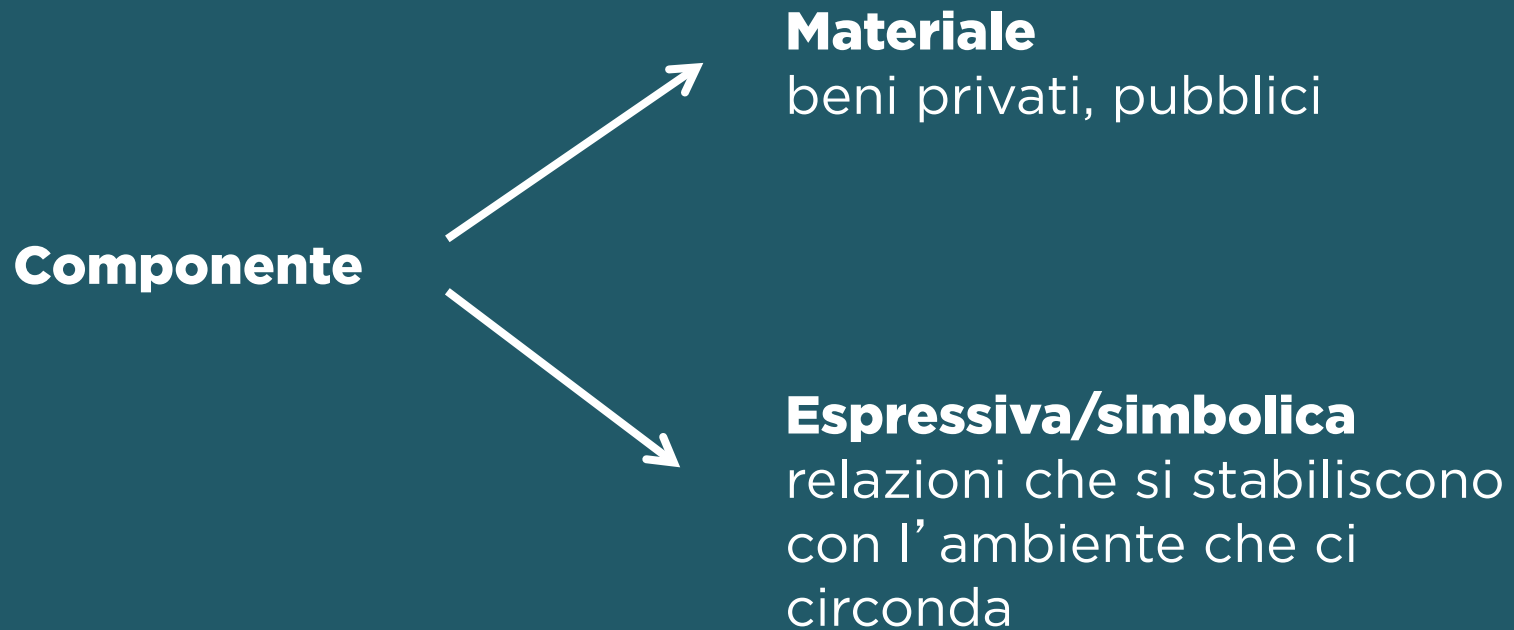 Materiale
beni privati, pubblici
Componente
Espressiva/simbolica
relazioni che si stabiliscono
con l’ambiente che ci
circonda